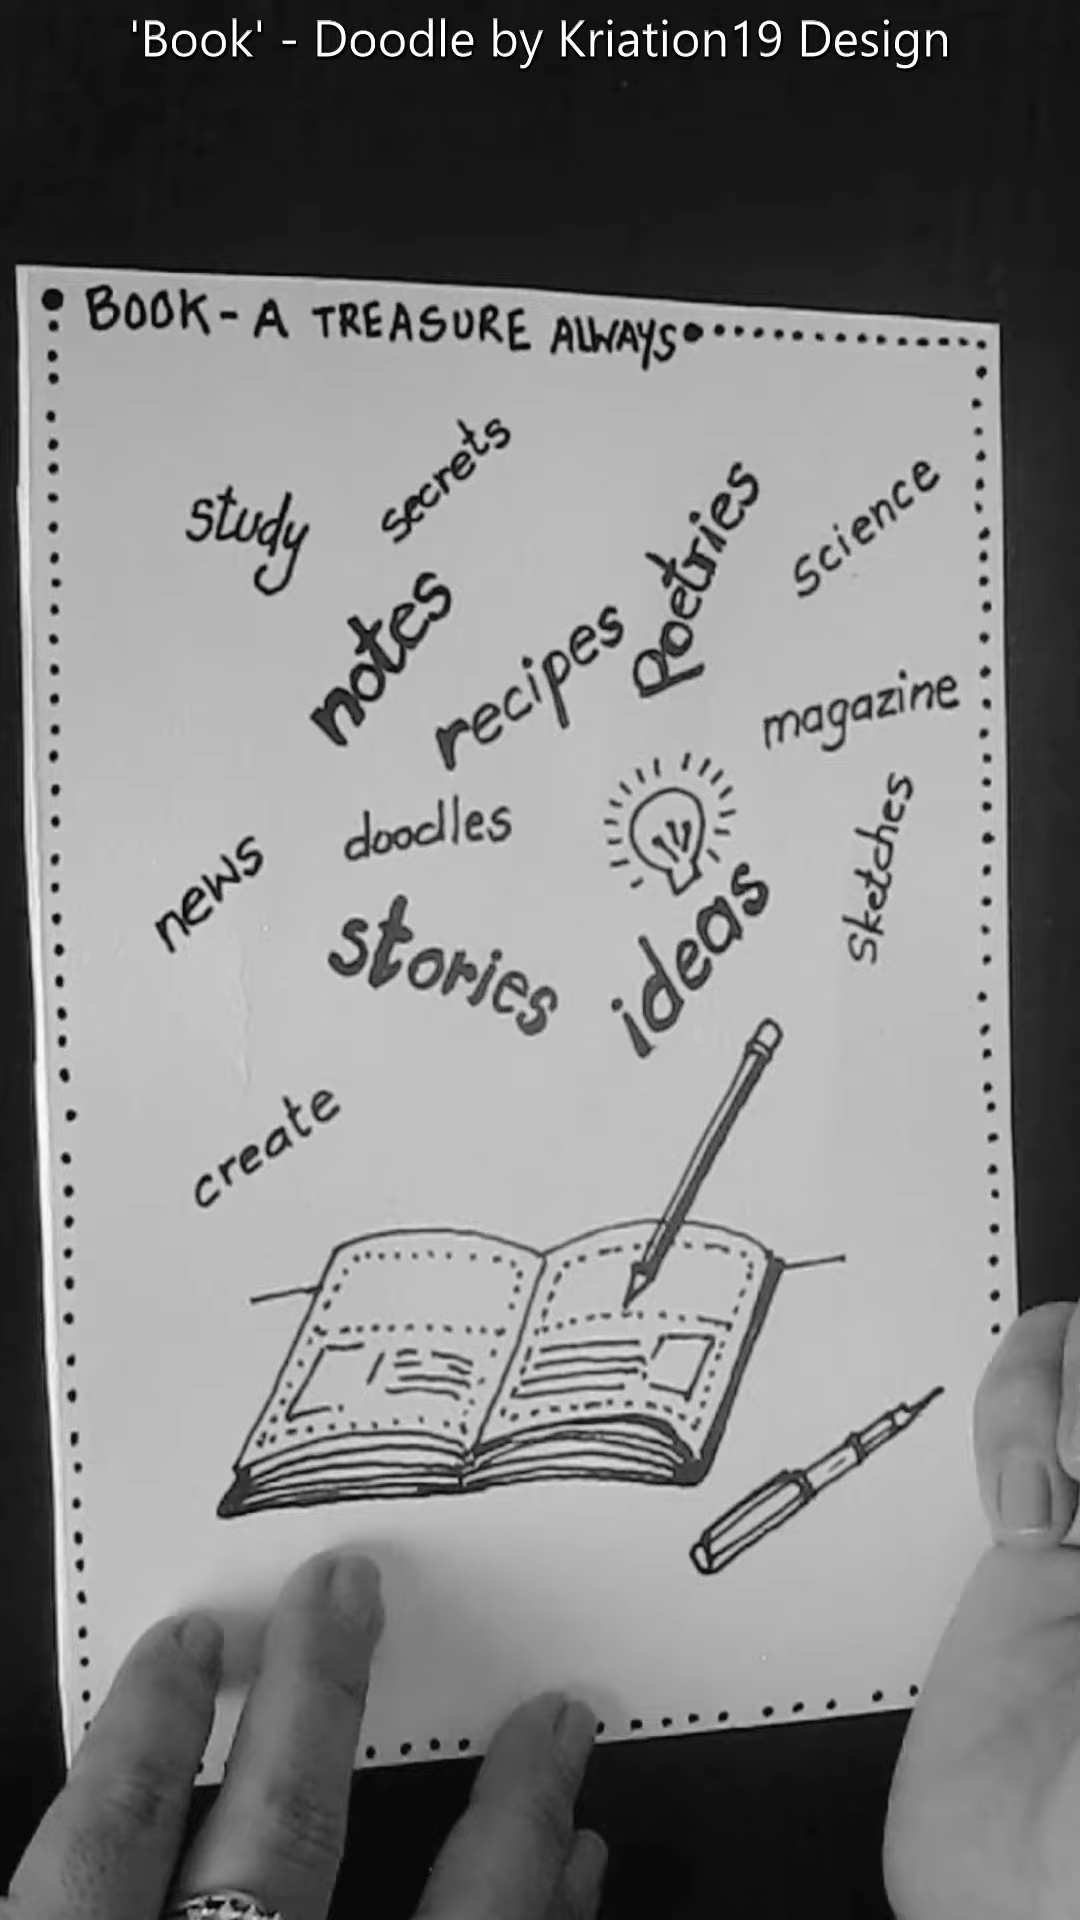 'Book' - Doodle by Kriation19 Design
BOOK - A TREASURE ALWAYS
secrets
study
Poetries
science
notes
recipes
magazine
doodles
sketches
news
stories
ideas
create